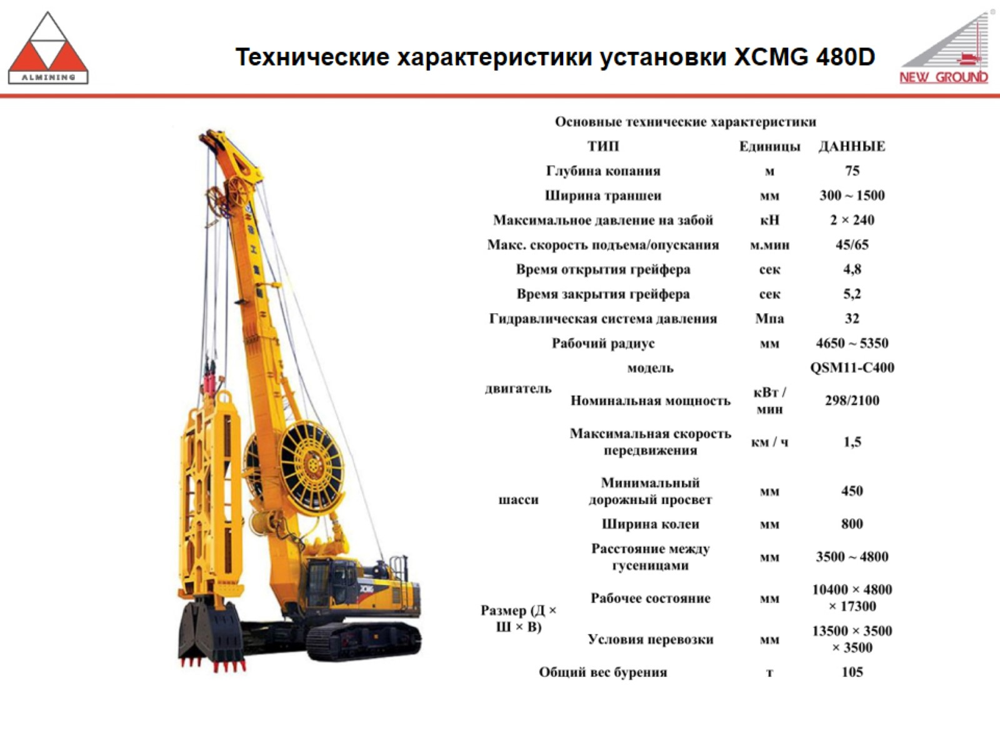 ALMINING
Технические характеристики установки XCMG 480D
NEW GROUND
Основные технические характеристики
ТИП Единицы ДАННЫЕ
Глубина копания м 75
Ширина траншеи мм 300 ~ 1500
Максимальное давление на забой кН 2 × 240
Макс. скорость подъема/опускания м.мин 45/65
Время открытия грейфера сек 4,8
Время закрытия грейфера сек 5,2
Гидравлическая система давления Мпа 32
Рабочий радиус мм 4650 ~ 5350
двигатель
модель QSM11-C400
Номинальная мощность
кВт /
мин
298/2100
шасси
Максимальная скорость
передвижения
км / ч 1,5
Минимальный
дорожный просвет
мм 450
Ширина колеи мм 800
Расстояние между
гусеницами
мм 3500 ~ 4800
Размер (Д ×
Ш × В)
Рабочее состояние мм
10400 × 4800
× 17300
Условия перевозки мм
13500 × 3500
× 3500
Общий вес бурения т 105
XCMG